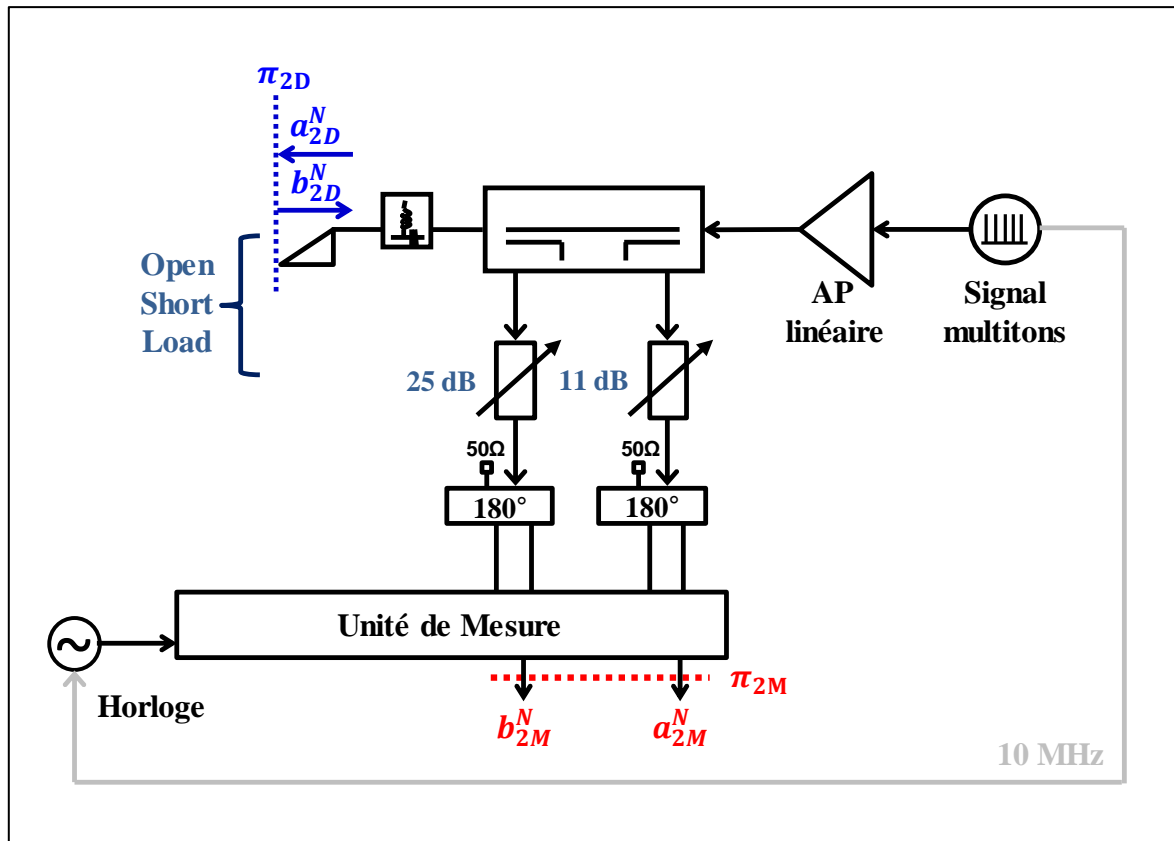 π2D
a2D^N
b2D^N
Open
Short
Load
AP
linéaire
Signal
multitons
25 dB
11 dB
50Ω
50Ω
180°
180°
Unité de Mesure
Horloge
π2M
b2M^N
a2M^N
10 MHz